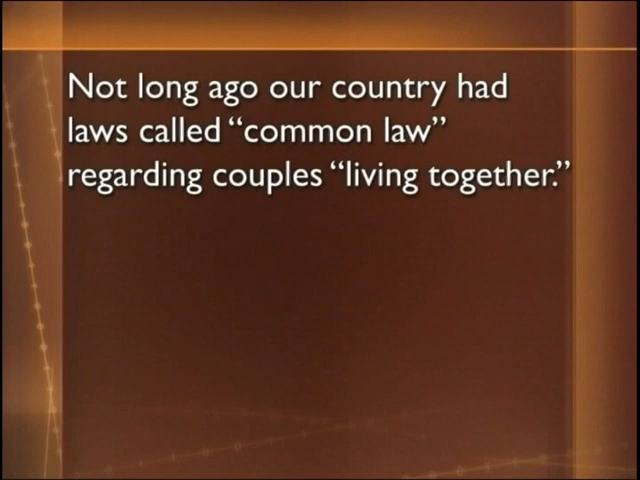 Not long ago our country had
laws called “common law”
regarding couples “living together.”